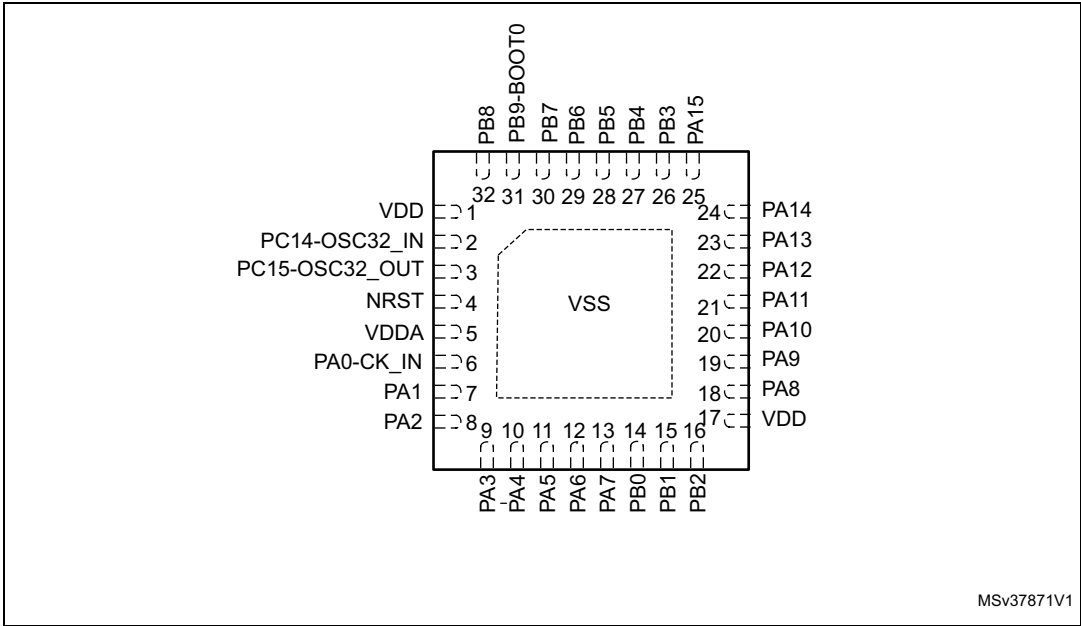 PB8
PB9-BOOT0
PB7
PB6
PB5
PB4
PB3
PA15
32 31 30 29 28 27 26 25
VDD 1
PC14-OSC32_IN 2
PC15-OSC32_OUT 3
NRST 4
VDDA 5
PA0-CK_IN 6
PA1 7
PA2 8
VSS
24 PA14
23 PA13
22 PA12
21 PA11
20 PA10
19 PA9
18 PA8
17 VDD
9 10 11 12 13 14 15 16
PA3
PA4
PA5
PA6
PA7
PB0
PB1
PB2
MSv37871V1